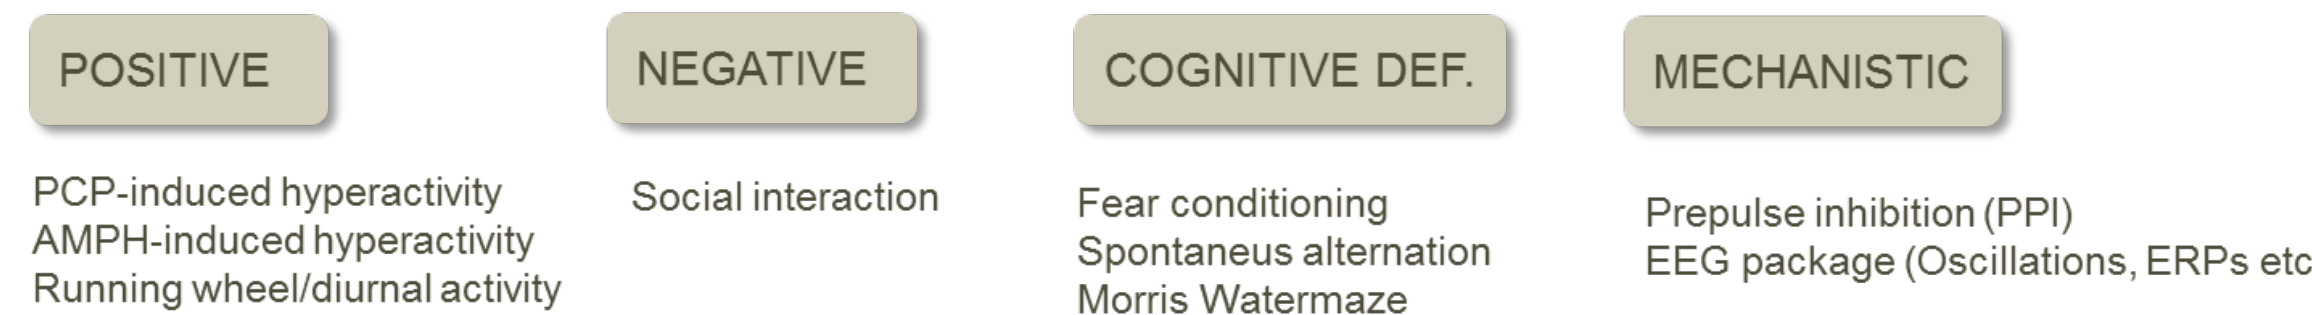 POSITIVE
PCP-induced hyperactivity
AMPH-induced hyperactivity
Running wheel/diurnal activity
NEGATIVE
Social interaction
COGNITIVE DEF.
Fear conditioning
Spontaneus alternation
Morris Watermaze
MECHANISTIC
Prepulse inhibition (PPI)
EEG package (Oscillations, ERPs etc